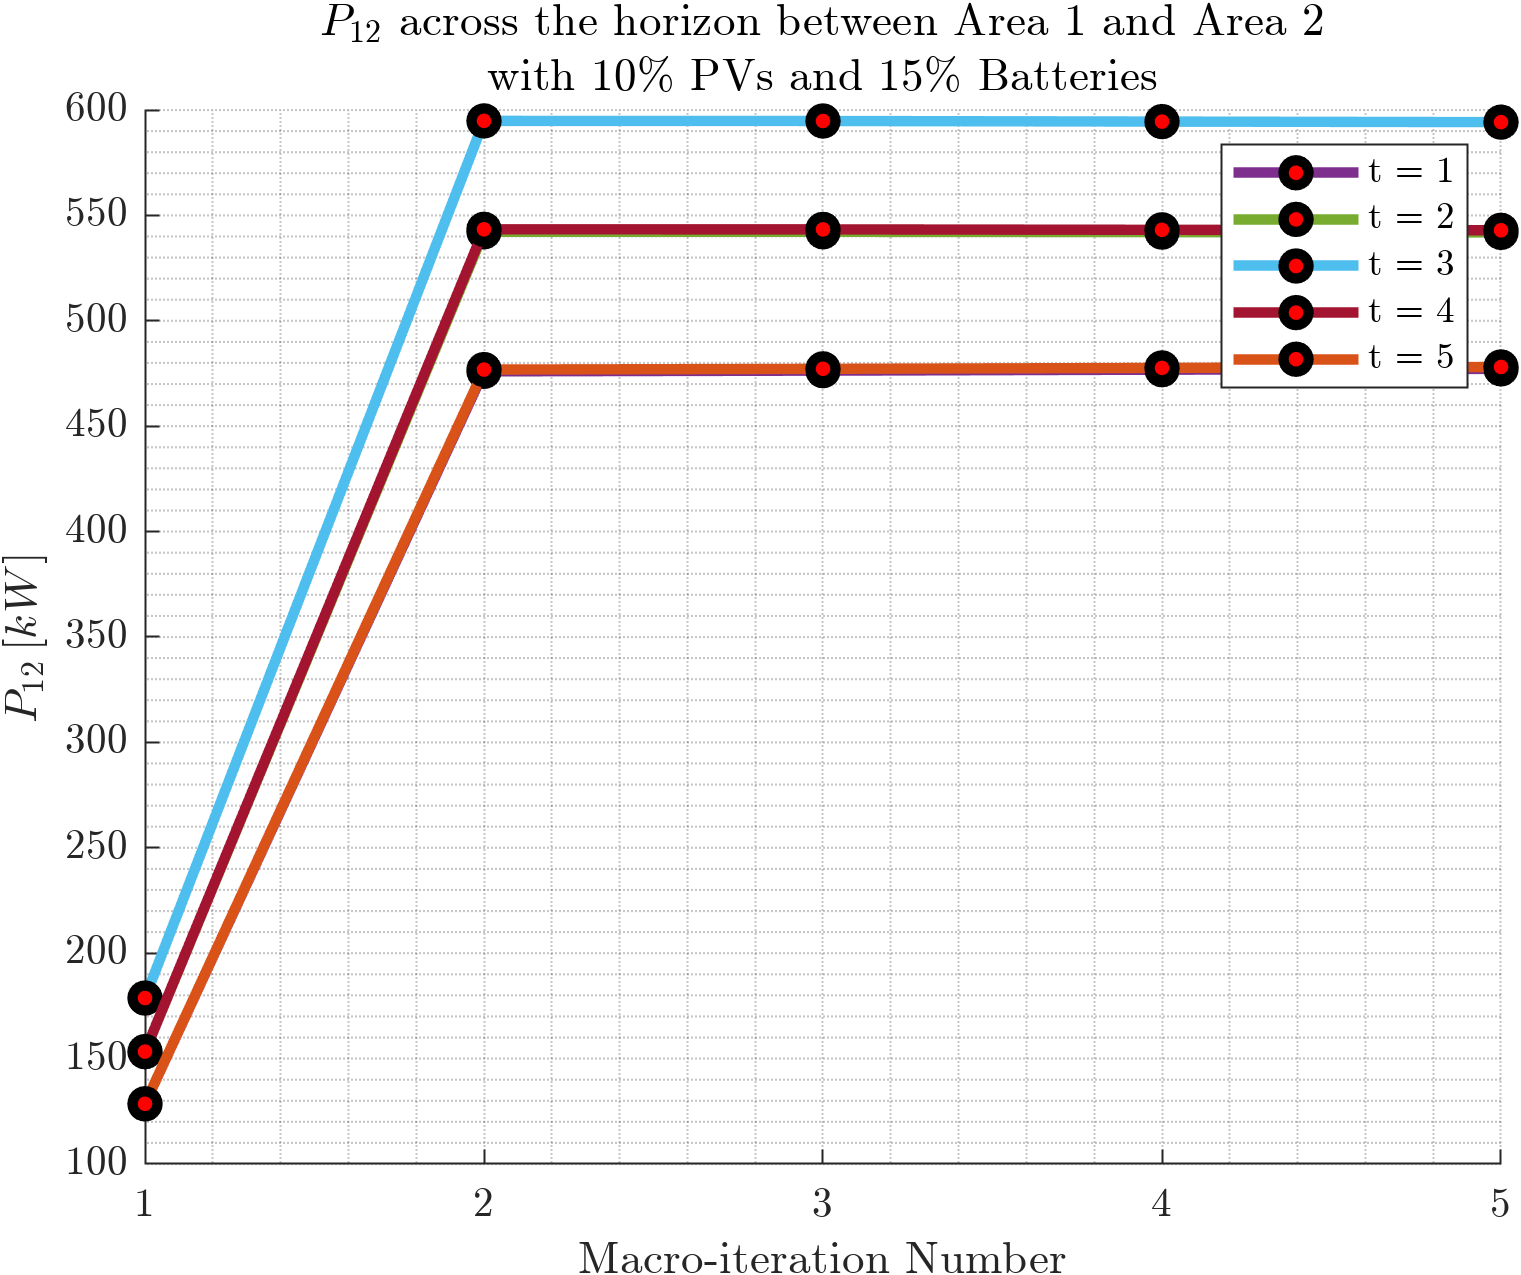 P₁₂ across the horizon between Area 1 and Area 2
with 10% PVs and 15% Batteries
P₁₂ [kW]
600
550
500
450
400
350
300
250
200
150
100
t = 1
t = 2
t = 3
t = 4
t = 5
1 2 3 4 5
Macro-iteration Number